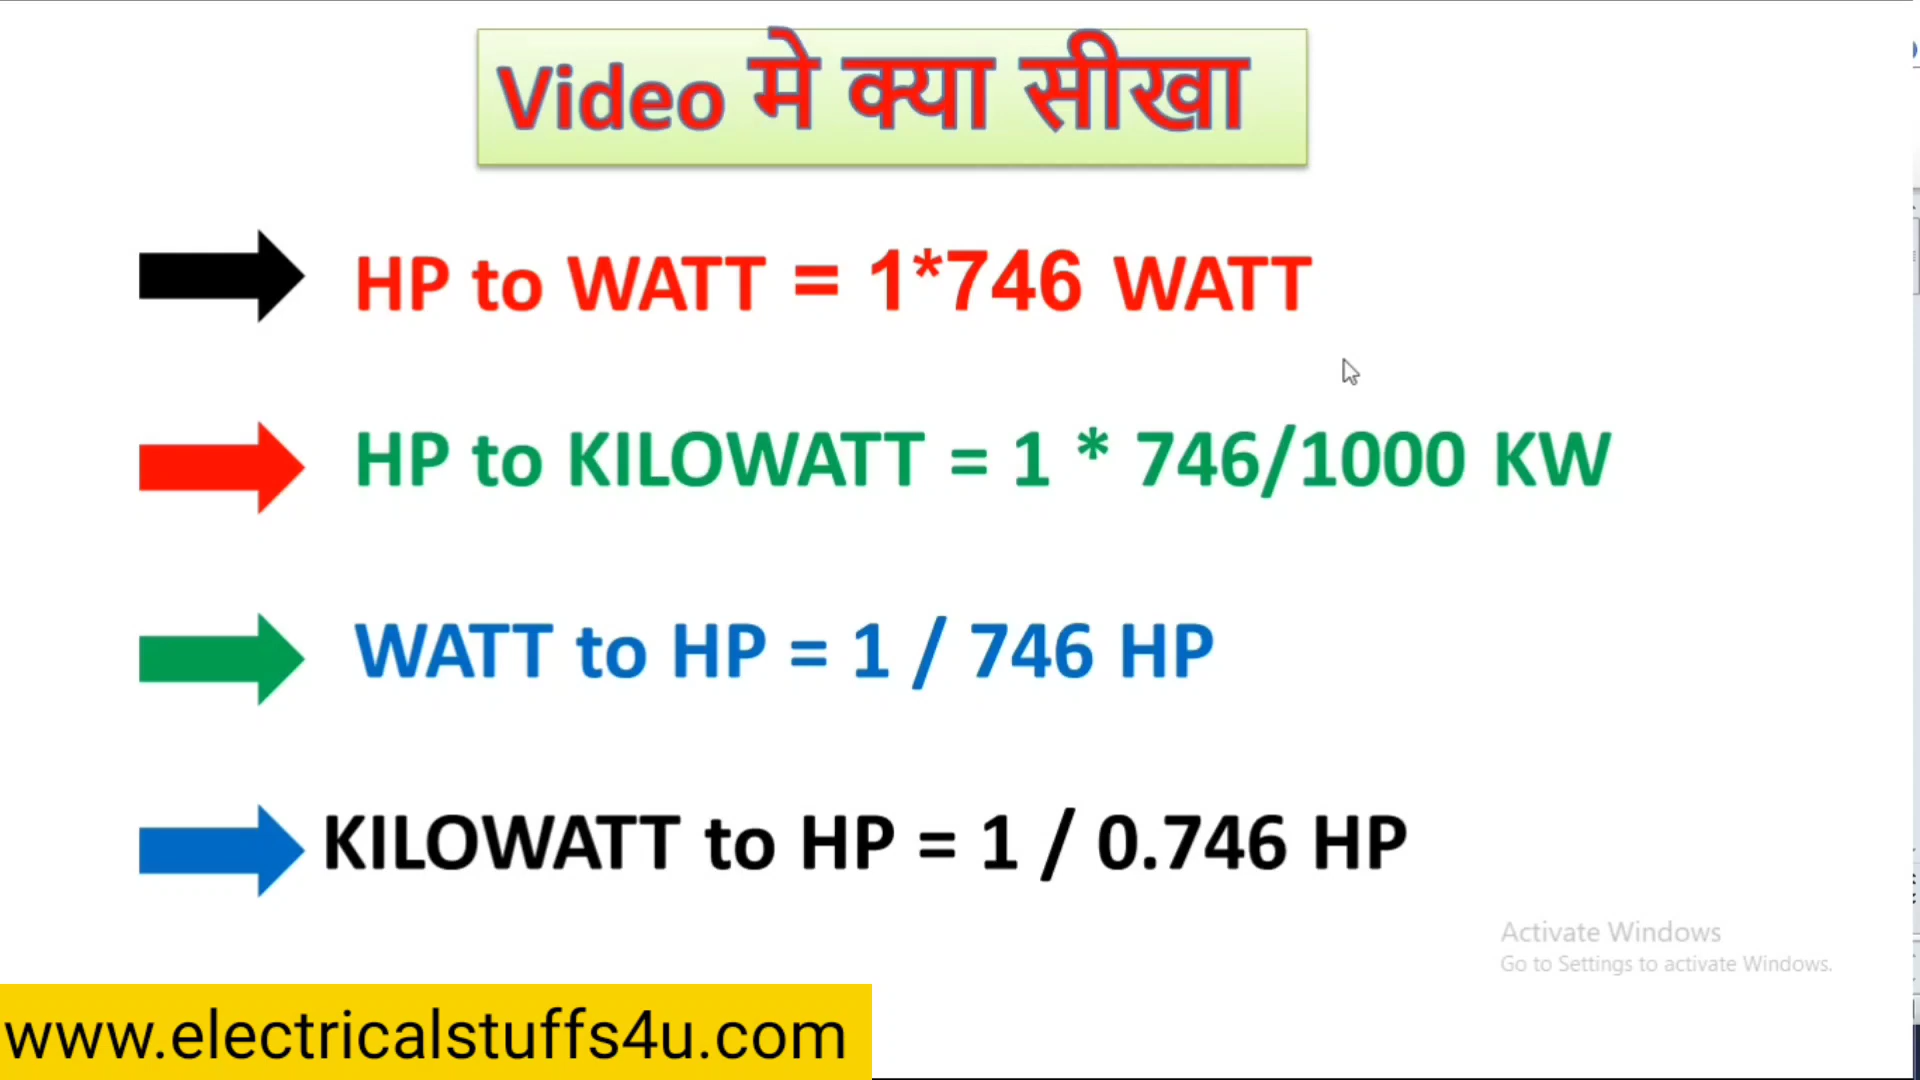 Video मे क्या सीखा
HP to WATT = 1*746 WATT
HP to KILOWATT = 1 * 746/1000 KW
WATT to HP = 1 / 746 HP
KILOWATT to HP = 1 / 0.746 HP
Activate Windows
Go to Settings to activate Windows.
www.electricalstuffs4u.com